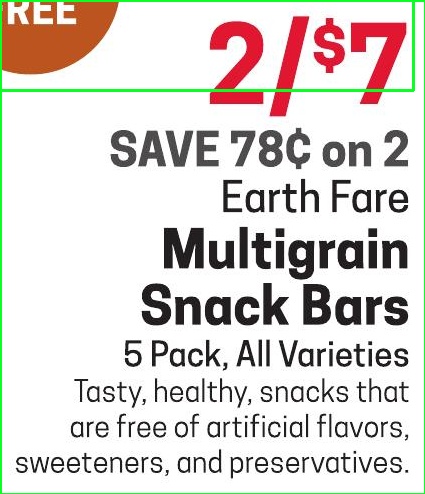 2/$7
SAVE 78¢ on 2
Earth Fare
Multigrain
Snack Bars
5 Pack, All Varieties
Tasty, healthy, snacks that
are free of artificial flavors,
sweeteners, and preservatives.